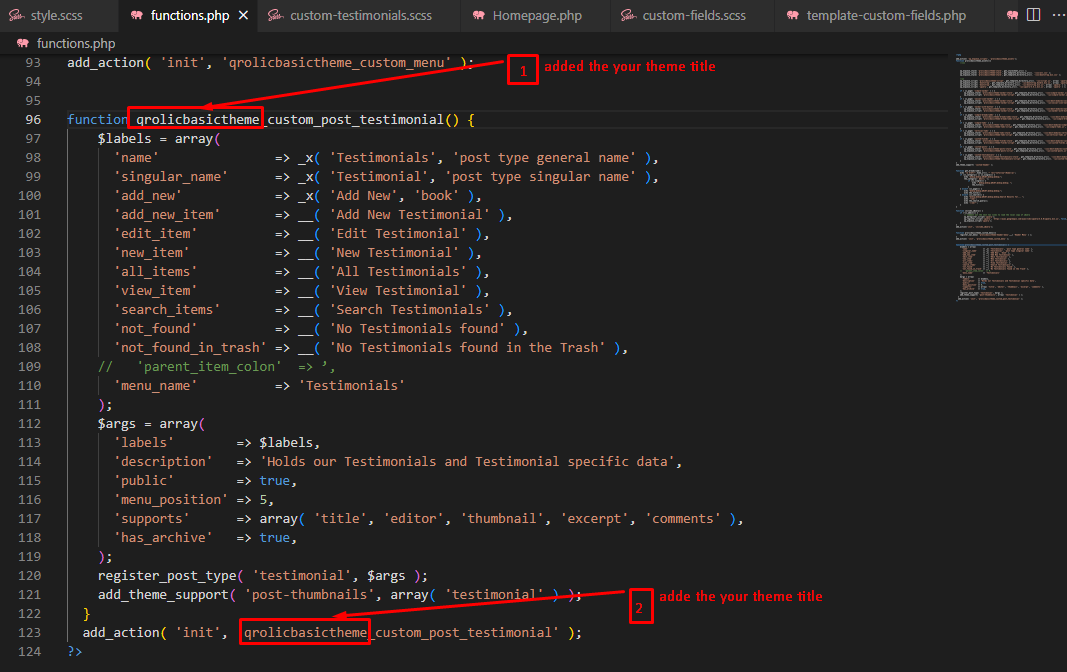 style.scss functions.php custom-testimonials.scss Homepage.php custom-fields.scss template-custom-fields.php
functions.php
93 add_action( 'init', 'qrolicbasictheme_custom_menu' );
1 added the your theme title
94
95
96 function qrolicbasictheme_custom_post_testimonial() {
97 $labels = array(
98 'name' => _x( 'Testimonials', 'post type general name' ),
99 'singular_name' => _x( 'Testimonial', 'post type singular name' ),
100 'add_new' => _x( 'Add New', 'book' ),
101 'add_new_item' => __( 'Add New Testimonial' ),
102 'edit_item' => __( 'Edit Testimonial' ),
103 'new_item' => __( 'New Testimonial' ),
104 'all_items' => __( 'All Testimonials' ),
105 'view_item' => __( 'View Testimonial' ),
106 'search_items' => __( 'Search Testimonials' ),
107 'not_found' => __( 'No Testimonials found' ),
108 'not_found_in_trash' => __( 'No Testimonials found in the Trash' ),
109 // 'parent_item_colon' => ’,
110 'menu_name' => 'Testimonials'
111 );
112 $args = array(
113 'labels' => $labels,
114 'description' => 'Holds our Testimonials and Testimonial specific data',
115 'public' => true,
116 'menu_position' => 5,
117 'supports' => array( 'title', 'editor', 'thumbnail', 'excerpt', 'comments' ),
118 'has_archive' => true,
119 );
120 register_post_type( 'testimonial', $args );
121 add_theme_support( 'post-thumbnails', array( 'testimonial' ) );
2 adde the your theme title
122 }
123 add_action( 'init', 'qrolicbasictheme_custom_post_testimonial' );
124 ?>